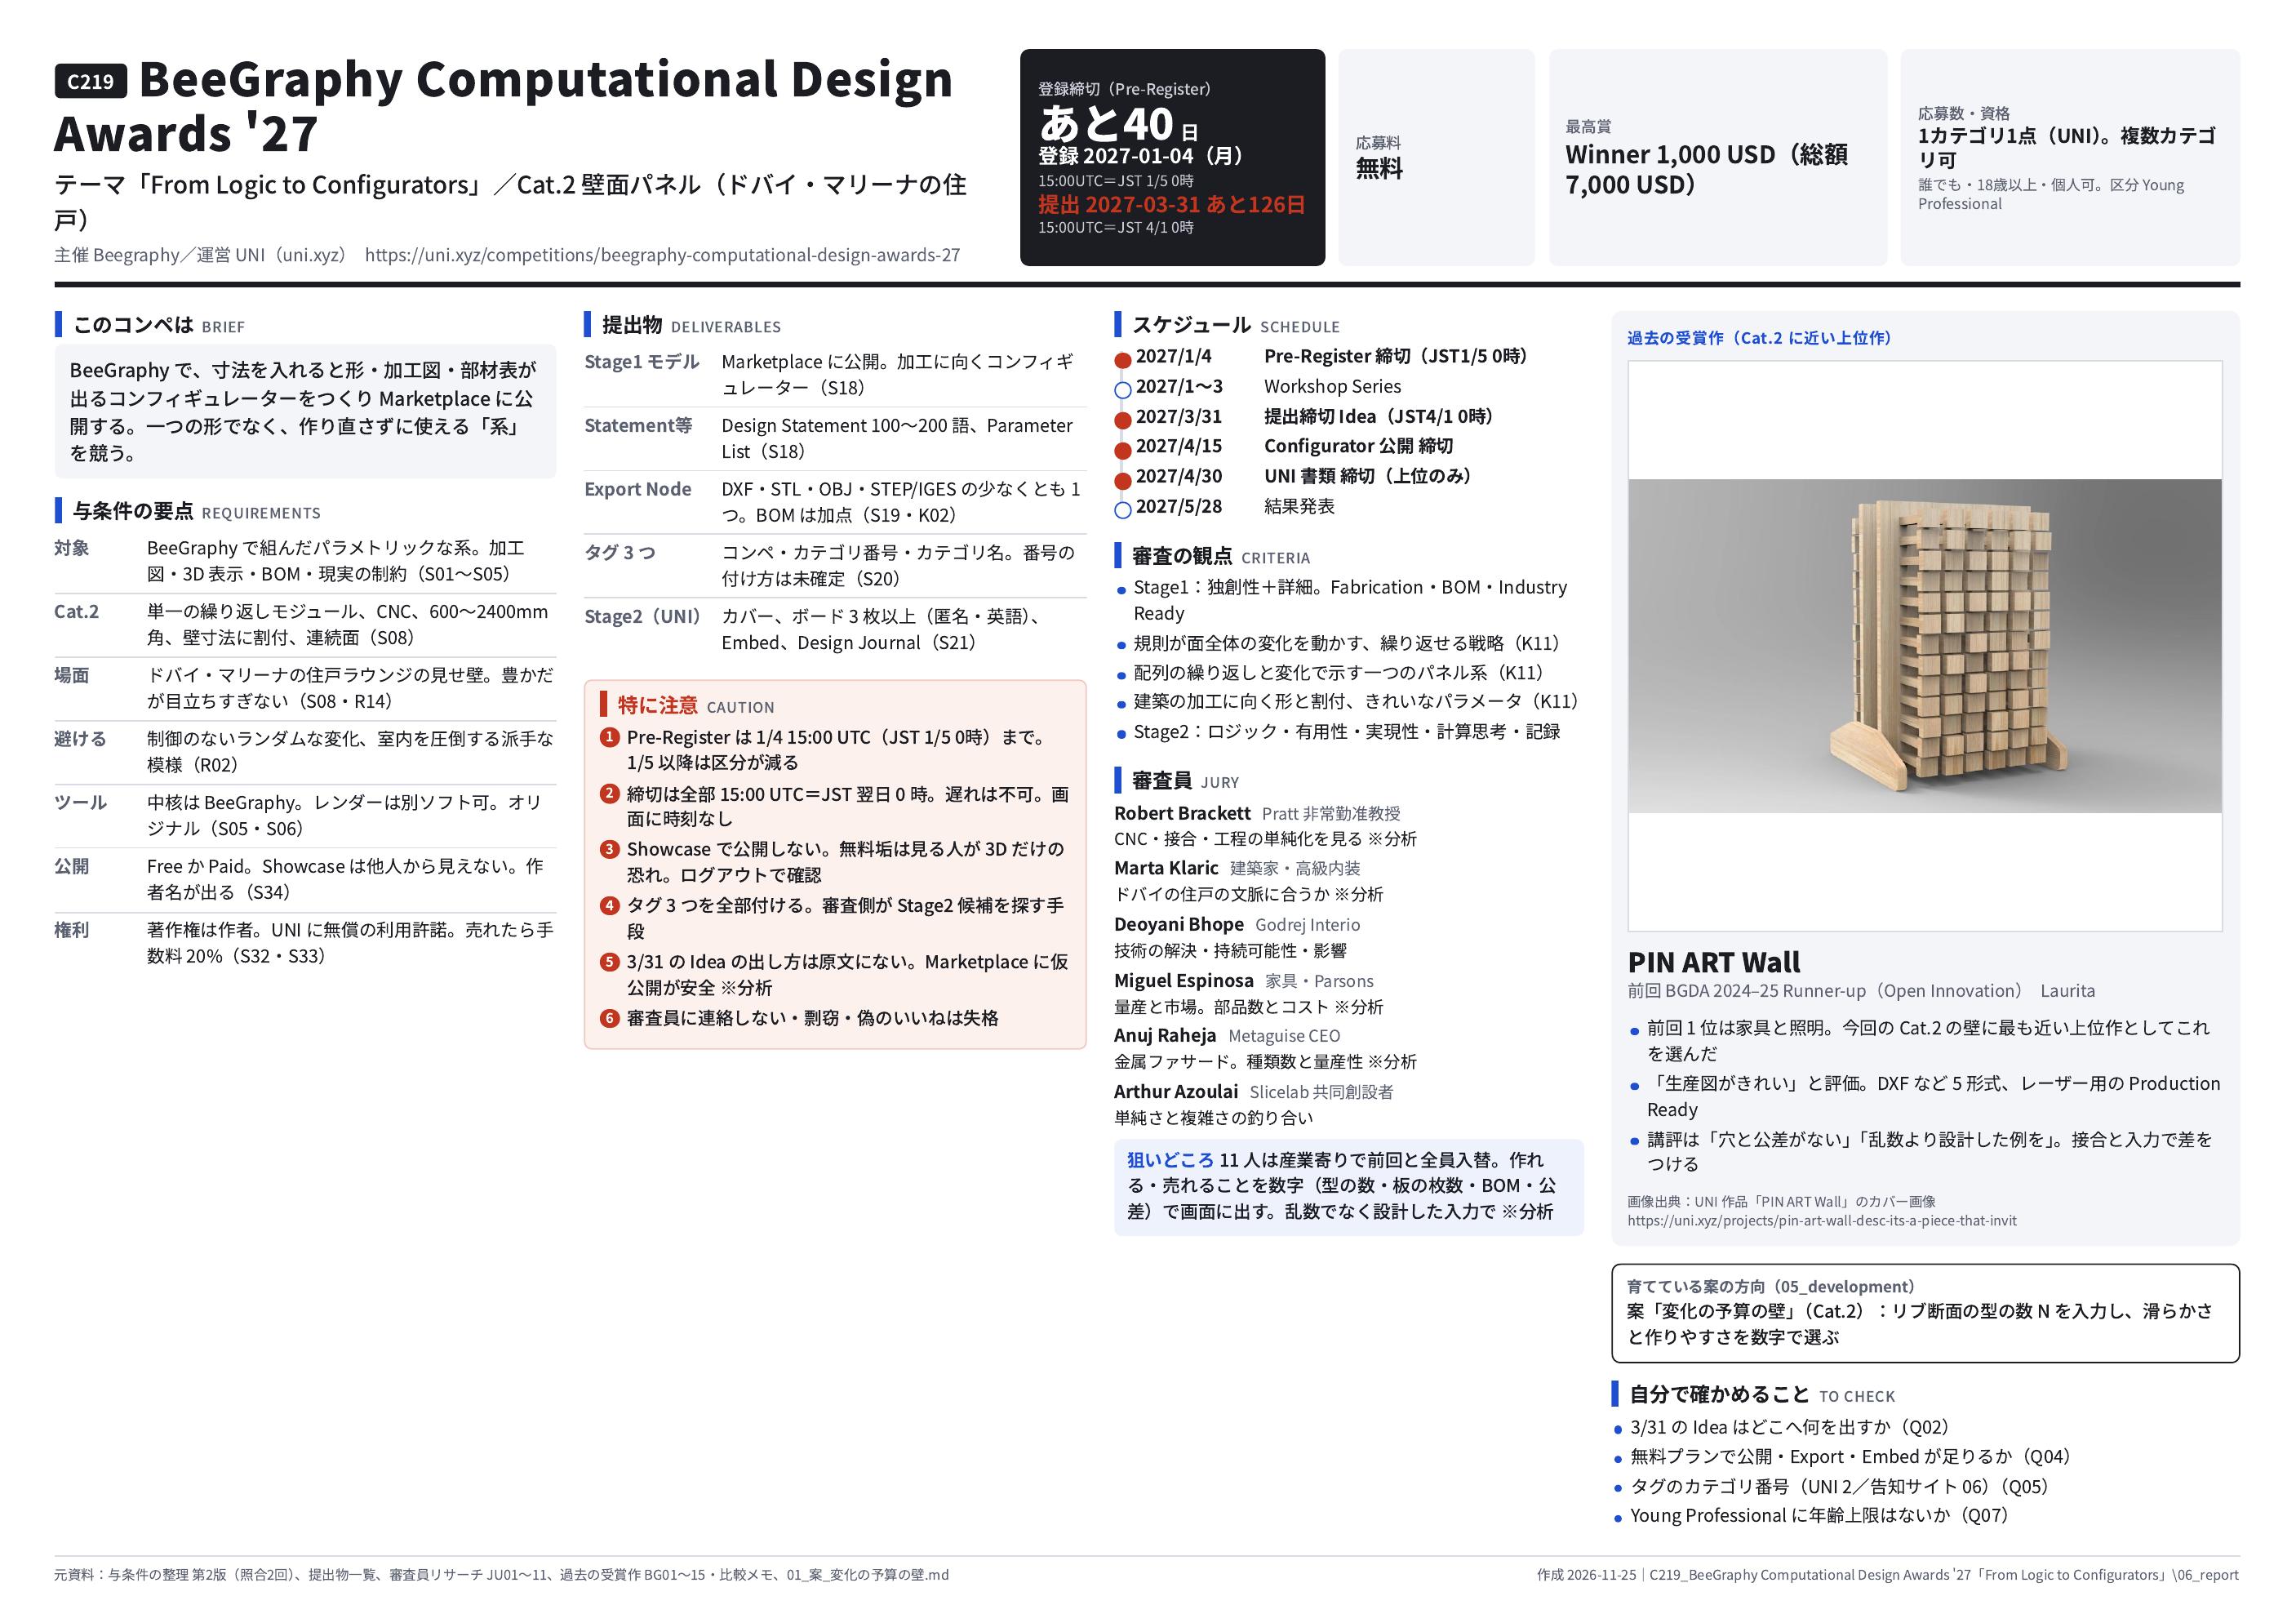 C219 BeeGraphy Computational Design
Awards '27
テーマ「From Logic to Configurators」／Cat.2 壁面パネル（ドバイ・マリーナの住
戸）
主催 Beegraphy／運営 UNI（uni.xyz） https://uni.xyz/competitions/beegraphy-computational-design-awards-27
登録締切（Pre-Register）
あと40 日
登録 2027-01-04（月）
15:00UTC＝JST 1/5 0時
提出 2027-03-31 あと126日
15:00UTC＝JST 4/1 0時
応募料
無料
最高賞
Winner 1,000 USD（総額
7,000 USD）
応募数・資格
1カテゴリ1点（UNI）。複数カテゴ
リ可
誰でも・18歳以上・個人可。区分 Young
Professional
このコンペは BRIEF
BeeGraphy で、寸法を入れると形・加工図・部材表が
出るコンフィギュレーターをつくり Marketplace に公
開する。一つの形でなく、作り直さずに使える「系」
を競う。
与条件の要点 REQUIREMENTS
対象 BeeGraphy で組んだパラメトリックな系。加工
図・3D 表示・BOM・現実の制約（S01〜S05）
Cat.2 単一の繰り返しモジュール、CNC、600〜2400mm
角、壁寸法に割付、連続面（S08）
場面 ドバイ・マリーナの住戸ラウンジの見せ壁。豊かだ
が目立ちすぎない（S08・R14）
避ける 制御のないランダムな変化、室内を圧倒する派手な
模様（R02）
ツール 中核は BeeGraphy。レンダーは別ソフト可。オリ
ジナル（S05・S06）
公開 Free か Paid。Showcase は他人から見えない。作
者名が出る（S34）
権利 著作権は作者。UNI に無償の利用許諾。売れたら手
数料 20%（S32・S33）
提出物 DELIVERABLES
Stage1 モデル Marketplace に公開。加工に向くコンフィギ
ュレーター（S18）
Statement等 Design Statement 100〜200 語、Parameter
List（S18）
Export Node DXF・STL・OBJ・STEP/IGES の少なくとも 1
つ。BOM は加点（S19・K02）
タグ 3 つ コンペ・カテゴリ番号・カテゴリ名。番号の
付け方は未確定（S20）
Stage2（UNI） カバー、ボード 3 枚以上（匿名・英語）、
Embed、Design Journal（S21）
特に注意 CAUTION
1 Pre-Register は 1/4 15:00 UTC（JST 1/5 0時）まで。
1/5 以降は区分が減る
2 締切は全部 15:00 UTC＝JST 翌日 0 時。遅れは不可。画
面に時刻なし
3 Showcase で公開しない。無料垢は見る人が 3D だけの
恐れ。ログアウトで確認
4 タグ 3 つを全部付ける。審査側が Stage2 候補を探す手
段
5 3/31 の Idea の出し方は原文にない。Marketplace に仮
公開が安全 ※分析
6 審査員に連絡しない・剽窃・偽のいいねは失格
スケジュール SCHEDULE
2027/1/4 Pre-Register 締切（JST1/5 0時）
2027/1〜3 Workshop Series
2027/3/31 提出締切 Idea（JST4/1 0時）
2027/4/15 Configurator 公開 締切
2027/4/30 UNI 書類 締切（上位のみ）
2027/5/28 結果発表
審査の観点 CRITERIA
Stage1：独創性＋詳細。Fabrication・BOM・Industry
Ready
規則が面全体の変化を動かす、繰り返せる戦略（K11）
配列の繰り返しと変化で示す一つのパネル系（K11）
建築の加工に向く形と割付、きれいなパラメータ（K11）
Stage2：ロジック・有用性・実現性・計算思考・記録
審査員 JURY
Robert Brackett Pratt 非常勤准教授
CNC・接合・工程の単純化を見る ※分析
Marta Klaric 建築家・高級内装
ドバイの住戸の文脈に合うか ※分析
Deoyani Bhope Godrej Interio
技術の解決・持続可能性・影響
Miguel Espinosa 家具・Parsons
量産と市場。部品数とコスト ※分析
Anuj Raheja Metaguise CEO
金属ファサード。種類数と量産性 ※分析
Arthur Azoulai Slicelab 共同創設者
単純さと複雑さの釣り合い
狙いどころ 11 人は産業寄りで前回と全員入替。作れ
る・売れることを数字（型の数・板の枚数・BOM・公
差）で画面に出す。乱数でなく設計した入力で ※分析
過去の受賞作（Cat.2 に近い上位作）
PIN ART Wall
前回 BGDA 2024–25 Runner-up（Open Innovation） Laurita
前回 1 位は家具と照明。今回の Cat.2 の壁に最も近い上位作としてこれ
を選んだ
「生産図がきれい」と評価。DXF など 5 形式、レーザー用の Production
Ready
講評は「穴と公差がない」「乱数より設計した例を」。接合と入力で差を
つける
画像出典：UNI 作品「PIN ART Wall」のカバー画像
https://uni.xyz/projects/pin-art-wall-desc-its-a-piece-that-invit
育てている案の方向（05_development）
案「変化の予算の壁」（Cat.2）：リブ断面の型の数 N を入力し、滑らかさ
と作りやすさを数字で選ぶ
自分で確かめること TO CHECK
3/31 の Idea はどこへ何を出すか（Q02）
無料プランで公開・Export・Embed が足りるか（Q04）
タグのカテゴリ番号（UNI 2／告知サイト 06）（Q05）
Young Professional に年齢上限はないか（Q07）
元資料：与条件の整理 第2版（照合2回）、提出物一覧、審査員リサーチ JU01〜11、過去の受賞作 BG01〜15・比較メモ、01_案_変化の予算の壁.md
作成 2026-11-25｜C219_BeeGraphy Computational Design Awards '27「From Logic to Configurators」\06_report